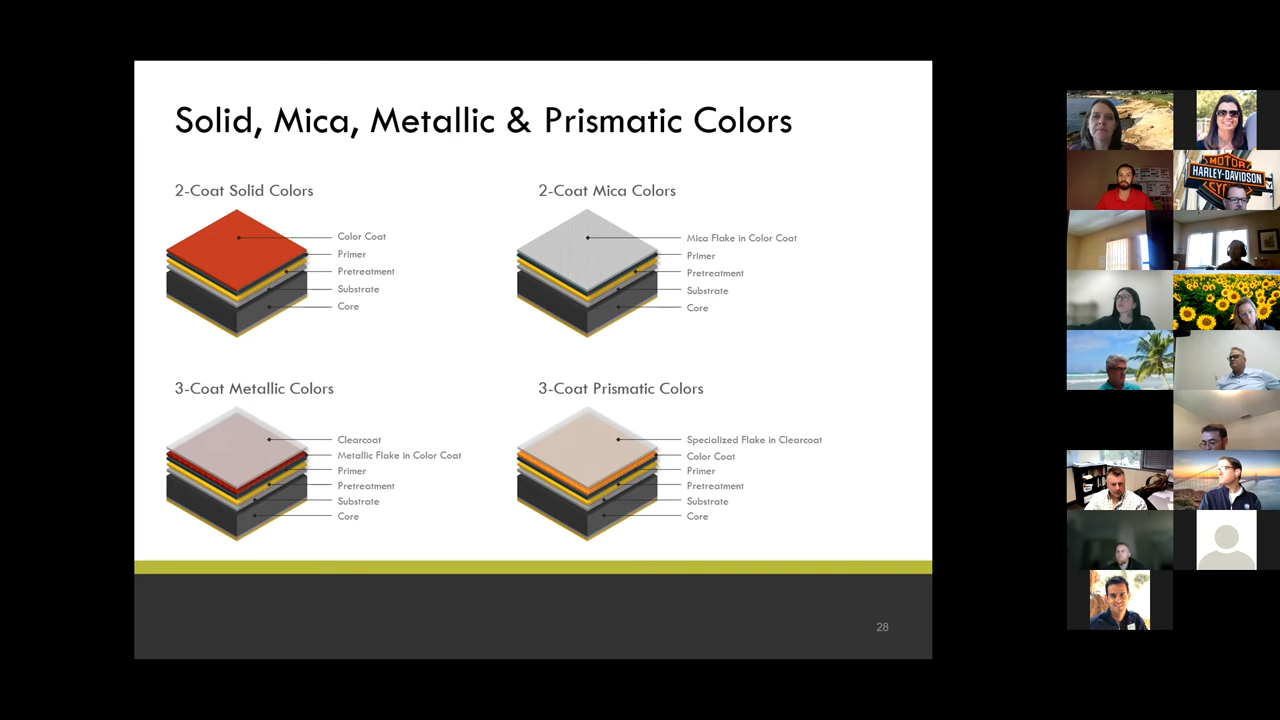 Solid, Mica, Metallic & Prismatic Colors
2-Coat Solid Colors
Color Coat
Primer
Pretreatment
Substrate
Core
2-Coat Mica Colors
Mica Flake in Color Coat
Primer
Pretreatment
Substrate
Core
3-Coat Metallic Colors
Clearcoat
Metallic Flake in Color Coat
Primer
Pretreatment
Substrate
Core
3-Coat Prismatic Colors
Specialized Flake in Clearcoat
Color Coat
Primer
Pretreatment
Substrate
Core
28
MOTOR
HARLEY-DAVIDSON